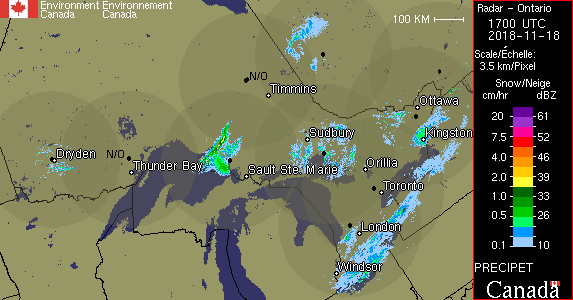 Environment Environnement
Canada Canada
100 KM
N/O
Timmins
Ottawa
Sudbury
Kingston
Dryden
N/O
Thunder Bay
Sault Ste. Marie
Orillia
Toronto
London
Windsor
Radar - Ontario
1700 UTC
2018-11-18
Scale/Échelle:
3.5 km/Pixel
Snow/Neige
cm/hr dBZ
20 61
7.5 52
4.0 46
2.0 39
1.0 33
0.5 26
0.1 10
PRECIPET
Canada